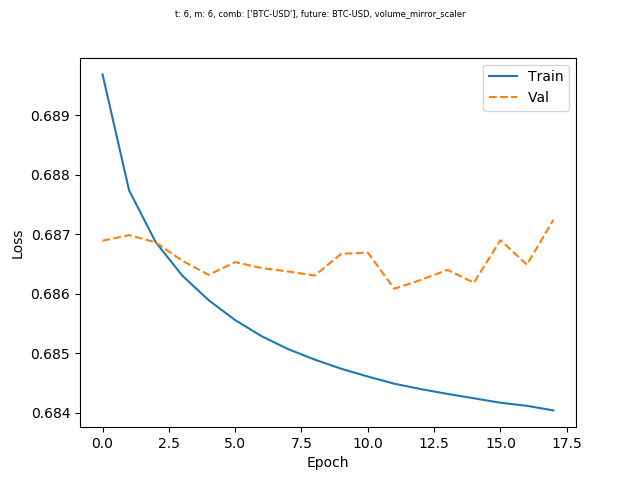 t: 6, m: 6, comb: ['BTC-USD'], future: BTC-USD, volume_mirror_scaler
Train
Val
0.689
0.688
0.687
0.686
0.685
0.684
Loss
0.0
2.5
5.0
7.5
10.0
12.5
15.0
17.5
Epoch